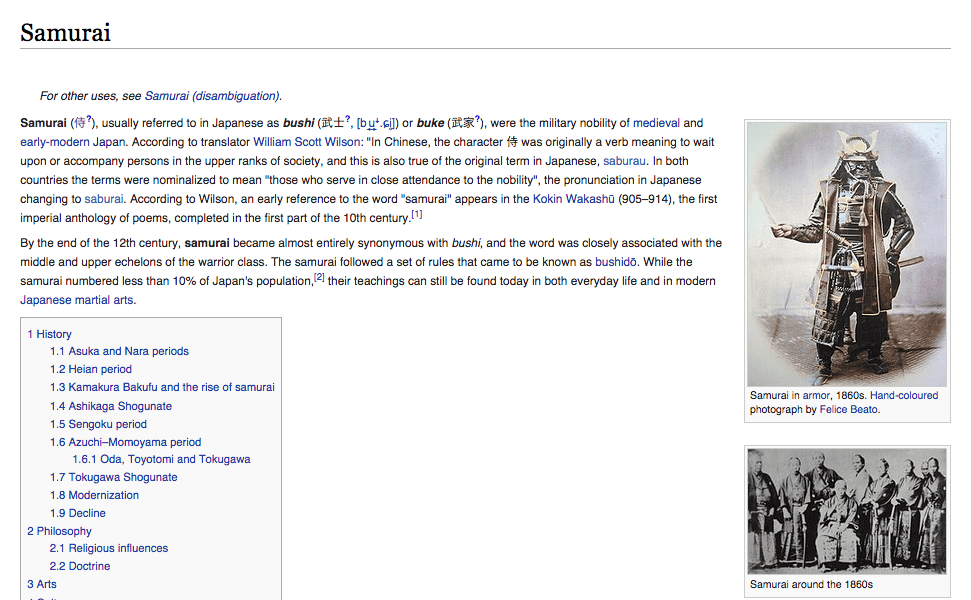 Samurai
For other uses, see Samurai (disambiguation).
Samurai (侍?), usually referred to in Japanese as bushi (武士?, [bɯ̟ᵝ.ɕi]) or buke (武家?), were the military nobility of medieval and
early-modern Japan. According to translator William Scott Wilson: "In Chinese, the character 侍 was originally a verb meaning to wait
upon or accompany persons in the upper ranks of society, and this is also true of the original term in Japanese, saburau. In both
countries the terms were nominalized to mean "those who serve in close attendance to the nobility", the pronunciation in Japanese
changing to saburai. According to Wilson, an early reference to the word "samurai" appears in the Kokin Wakashū (905–914), the first
imperial anthology of poems, completed in the first part of the 10th century.[1]
By the end of the 12th century, samurai became almost entirely synonymous with bushi, and the word was closely associated with the
middle and upper echelons of the warrior class. The samurai followed a set of rules that came to be known as bushidō. While the
samurai numbered less than 10% of Japan's population,[2] their teachings can still be found today in both everyday life and in modern
Japanese martial arts.
1 History
1.1 Asuka and Nara periods
1.2 Heian period
1.3 Kamakura Bakufu and the rise of samurai
1.4 Ashikaga Shogunate
1.5 Sengoku period
1.6 Azuchi–Momoyama period
1.6.1 Oda, Toyotomi and Tokugawa
1.7 Tokugawa Shogunate
1.8 Modernization
1.9 Decline
2 Philosophy
2.1 Religious influences
2.2 Doctrine
3 Arts
Samurai in armor, 1860s. Hand-coloured
photograph by Felice Beato.
Samurai around the 1860s